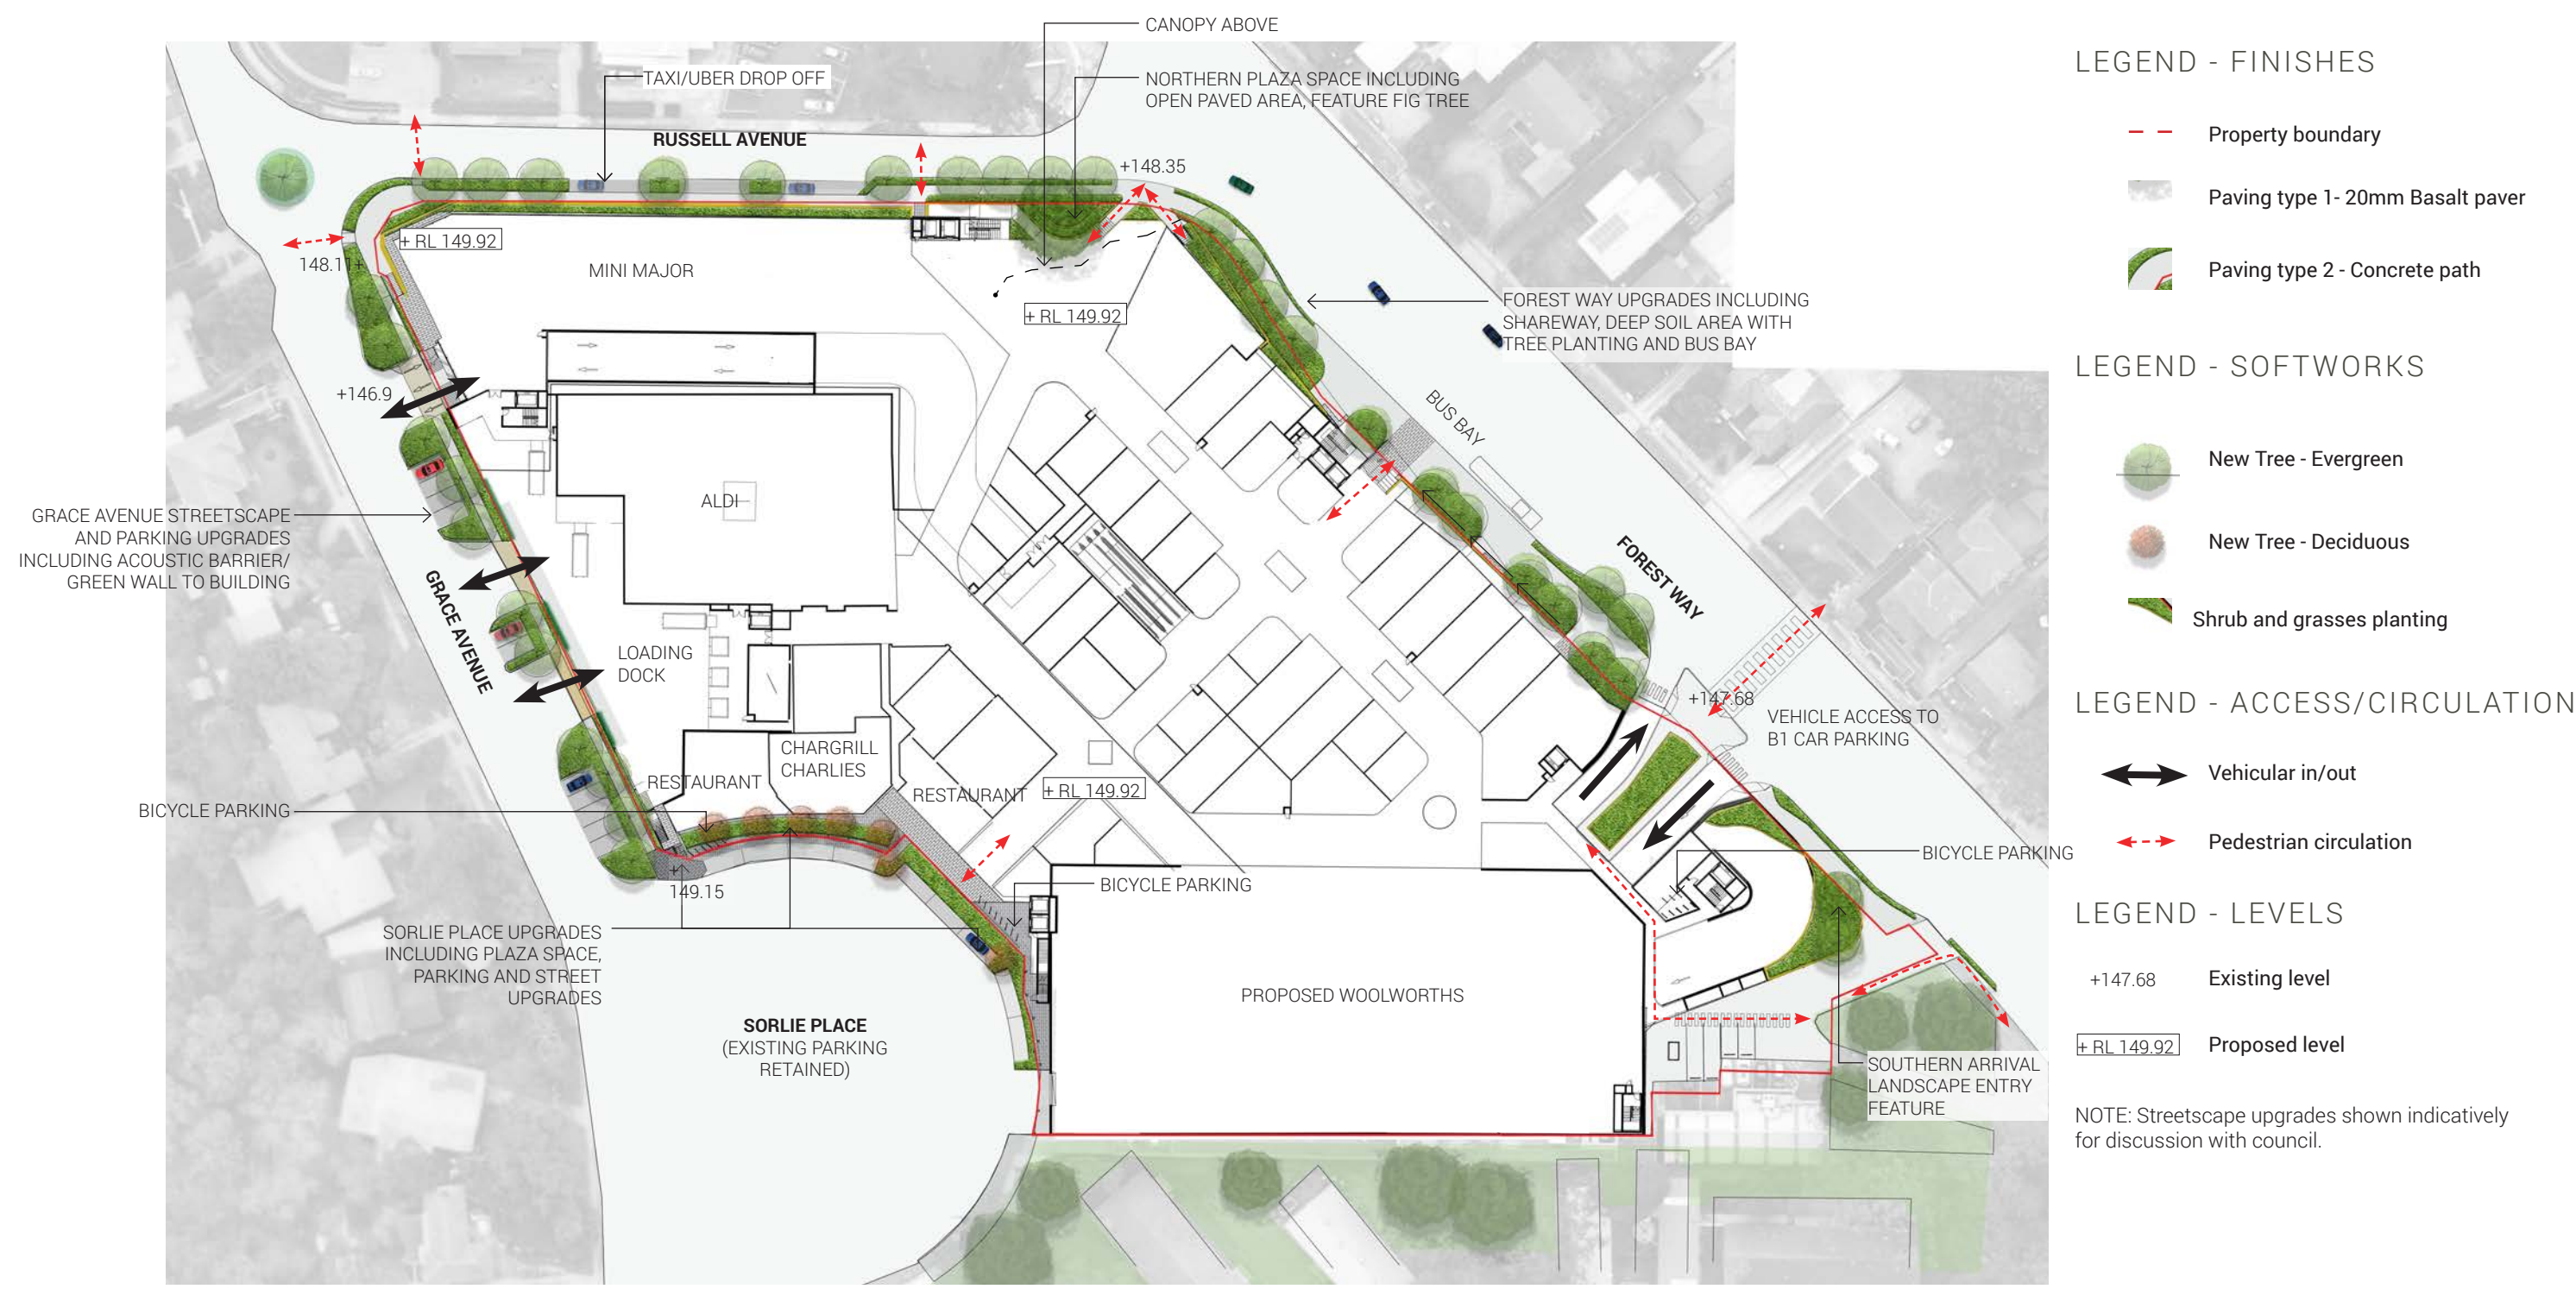 CANOPY ABOVE
TAXI/UBER DROP OFF
NORTHERN PLAZA SPACE INCLUDING
OPEN PAVED AREA, FEATURE FIG TREE
RUSSELL AVENUE
+148.35
+ RL 149.92
148.11+
MINI MAJOR
+ RL 149.92
FOREST WAY UPGRADES INCLUDING
SHAREWAY, DEEP SOIL AREA WITH
TREE PLANTING AND BUS BAY
+146.9
BUS BAY
ALDI
GRACE AVENUE STREETSCAPE
AND PARKING UPGRADES
INCLUDING ACOUSTIC BARRIER/
GREEN WALL TO BUILDING
GRACE AVENUE
FOREST WAY
LOADING
DOCK
+147.68
VEHICLE ACCESS TO
B1 CAR PARKING
CHARGRILL
CHARLIES
RESTAURANT
RESTAURANT
+ RL 149.92
BICYCLE PARKING
BICYCLE PARKING
BICYCLE PARKING
+
149.15
SORLIE PLACE UPGRADES
INCLUDING PLAZA SPACE,
PARKING AND STREET
UPGRADES
PROPOSED WOOLWORTHS
SORLIE PLACE
(EXISTING PARKING
RETAINED)
SOUTHERN ARRIVAL
LANDSCAPE ENTRY
FEATURE
LEGEND - FINISHES
Property boundary
Paving type 1- 20mm Basalt paver
Paving type 2 - Concrete path
LEGEND - SOFTWORKS
New Tree - Evergreen
New Tree - Deciduous
Shrub and grasses planting
LEGEND - ACCESS/CIRCULATION
Vehicular in/out
Pedestrian circulation
LEGEND - LEVELS
+147.68 Existing level
+ RL 149.92 Proposed level
NOTE: Streetscape upgrades shown indicatively
for discussion with council.